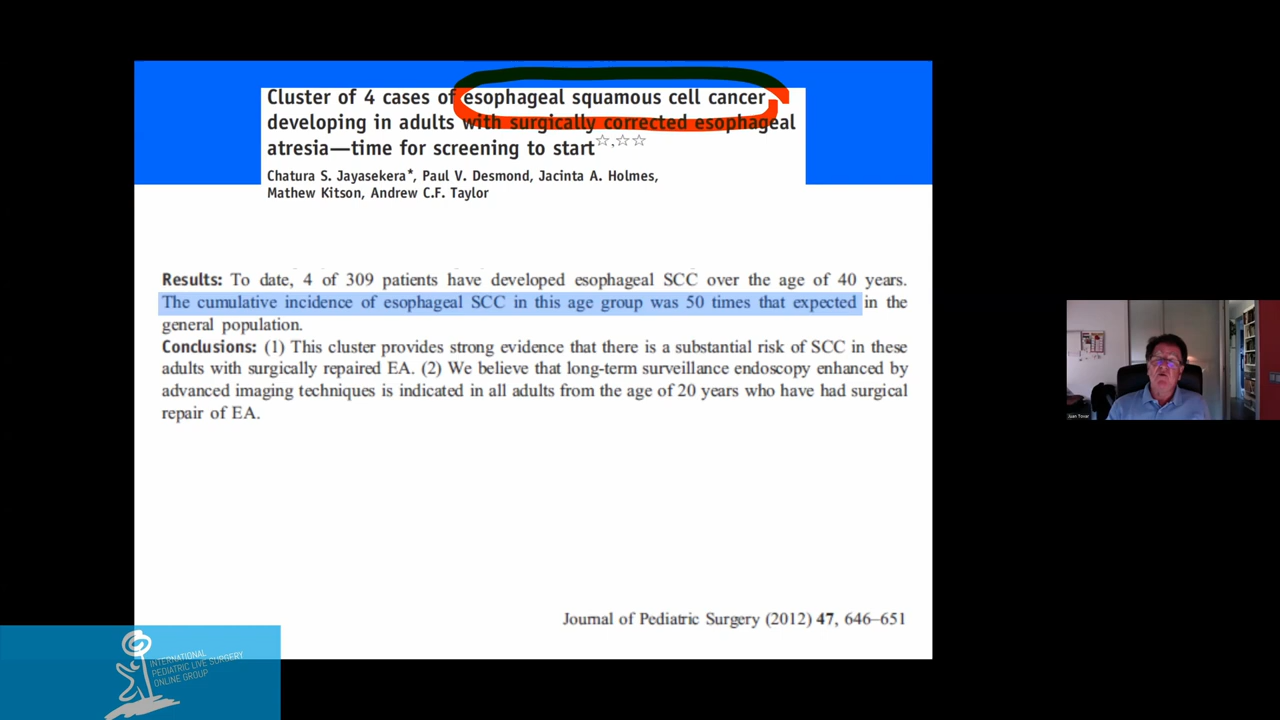 Cluster of 4 cases of esophageal squamous cell cancer
developing in adults with surgically corrected esophageal
atresia—time for screening to start☆,☆☆
Chatura S. Jayasekera*, Paul V. Desmond, Jacinta A. Holmes,
Mathew Kitson, Andrew C.F. Taylor
Results: To date, 4 of 309 patients have developed esophageal SCC over the age of 40 years.
The cumulative incidence of esophageal SCC in this age group was 50 times that expected in the
general population.
Conclusions: (1) This cluster provides strong evidence that there is a substantial risk of SCC in these
adults with surgically repaired EA. (2) We believe that long-term surveillance endoscopy enhanced by
advanced imaging techniques is indicated in all adults from the age of 20 years who have had surgical
repair of EA.
Journal of Pediatric Surgery (2012) 47, 646–651
Juan Tovar
INTERNATIONAL
PEDIATRIC LIVE SURGERY
ONLINE GROUP